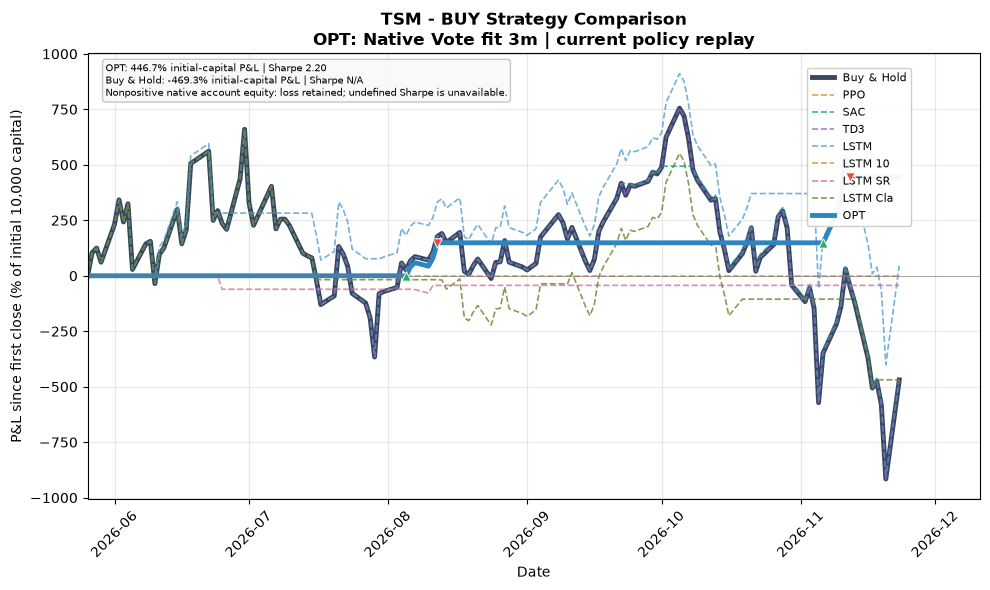 TSM - BUY Strategy Comparison
OPT: Native Vote fit 3m | current policy replay
OPT: 446.7% initial-capital P&L | Sharpe 2.20
Buy & Hold: -469.3% initial-capital P&L | Sharpe N/A
Nonpositive native account equity: loss retained; undefined Sharpe is unavailable.
Buy & Hold
PPO
SAC
TD3
LSTM
LSTM 10
LSTM SR
LSTM Cla
OPT
P&L since first close (% of initial 10,000 capital)
1000
750
500
250
0
−250
−500
−750
−1000
2026-06
2026-07
2026-08
2026-09
2026-10
2026-11
2026-12
Date